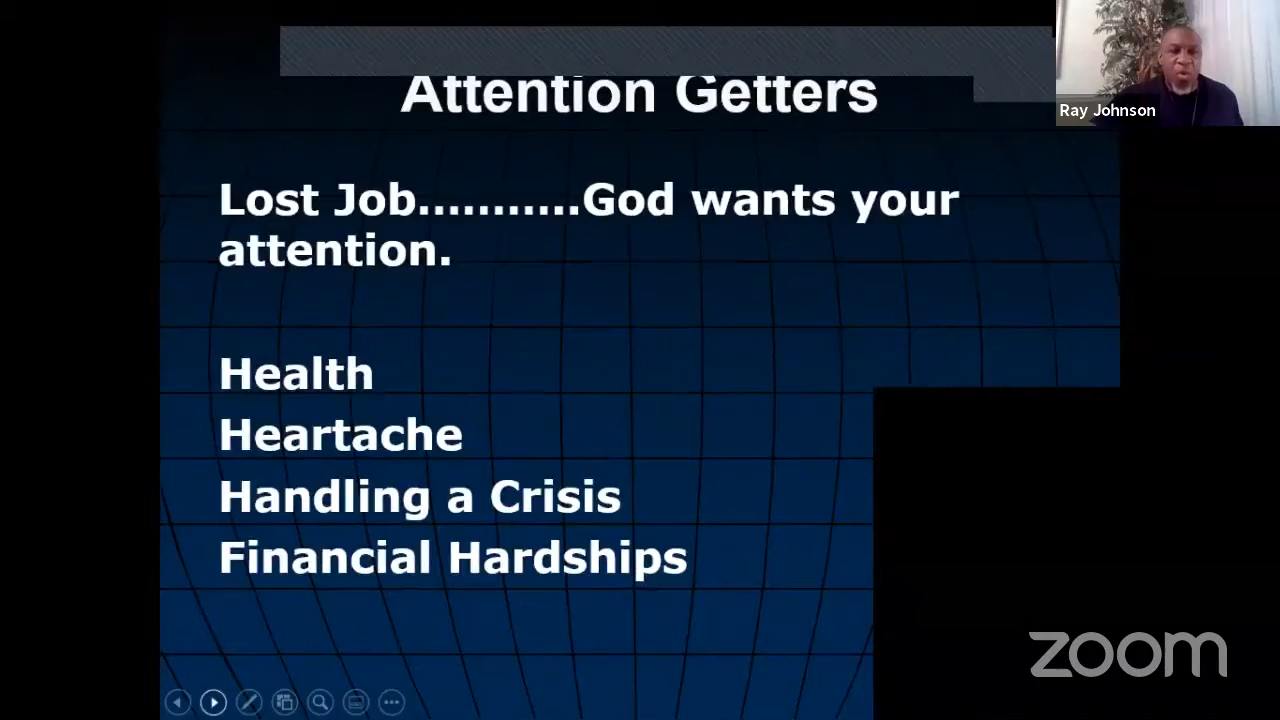 Attention Getters
Ray Johnson
Lost Job...........God wants your
attention.
Health
Heartache
Handling a Crisis
Financial Hardships
zoom